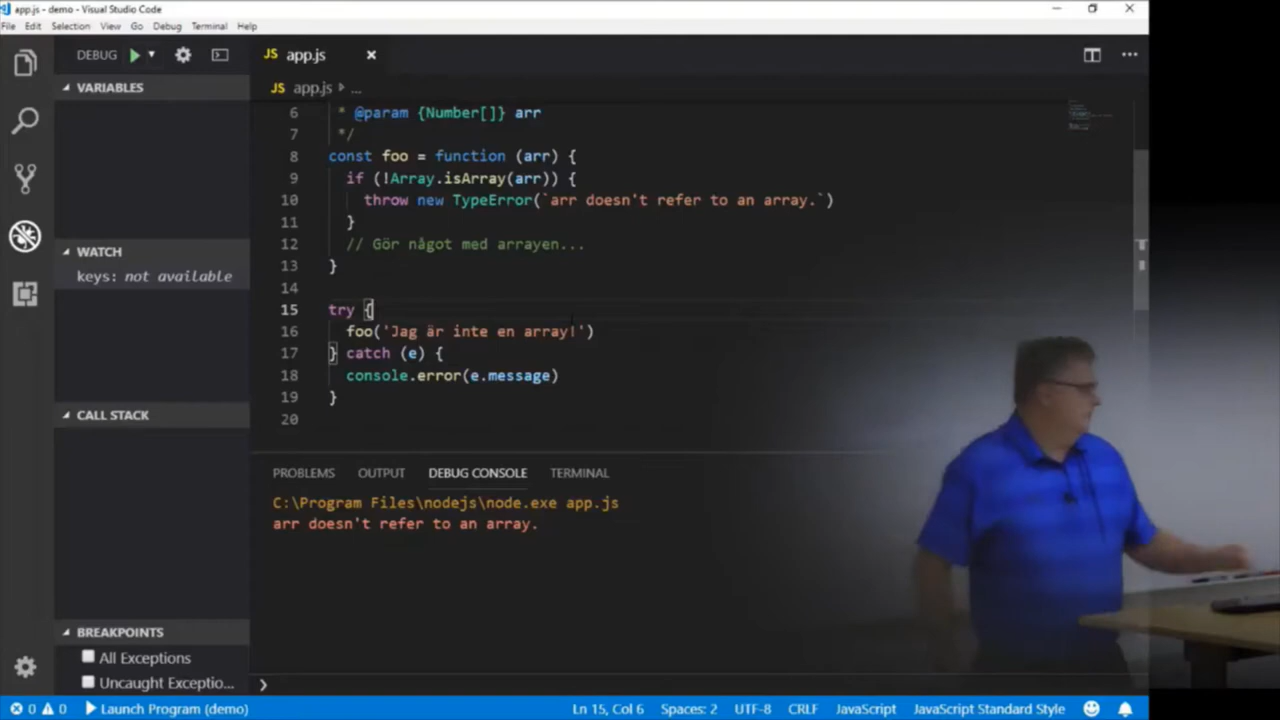 app.js - demo - Visual Studio Code
File Edit Selection View Go Debug Terminal Help
DEBUG
JS app.js
VARIABLES
JS app.js ...
6 * @param {Number[]} arr
7 */
8 const foo = function (arr) {
9 if (!Array.isArray(arr)) {
10 throw new TypeError(`arr doesn't refer to an array.`)
11 }
12 // Gör något med arrayen...
13 }
14
15 try {
16 foo('Jag är inte en array!')
17 } catch (e) {
18 console.error(e.message)
19 }
20
WATCH
keys: not available
CALL STACK
PROBLEMS OUTPUT DEBUG CONSOLE TERMINAL
C:\Program Files\nodejs\node.exe app.js
arr doesn't refer to an array.
BREAKPOINTS
All Exceptions
Uncaught Exceptio...
0 0 Launch Program (demo) Ln 15, Col 6 Spaces: 2 UTF-8 CRLF JavaScript JavaScript Standard Style